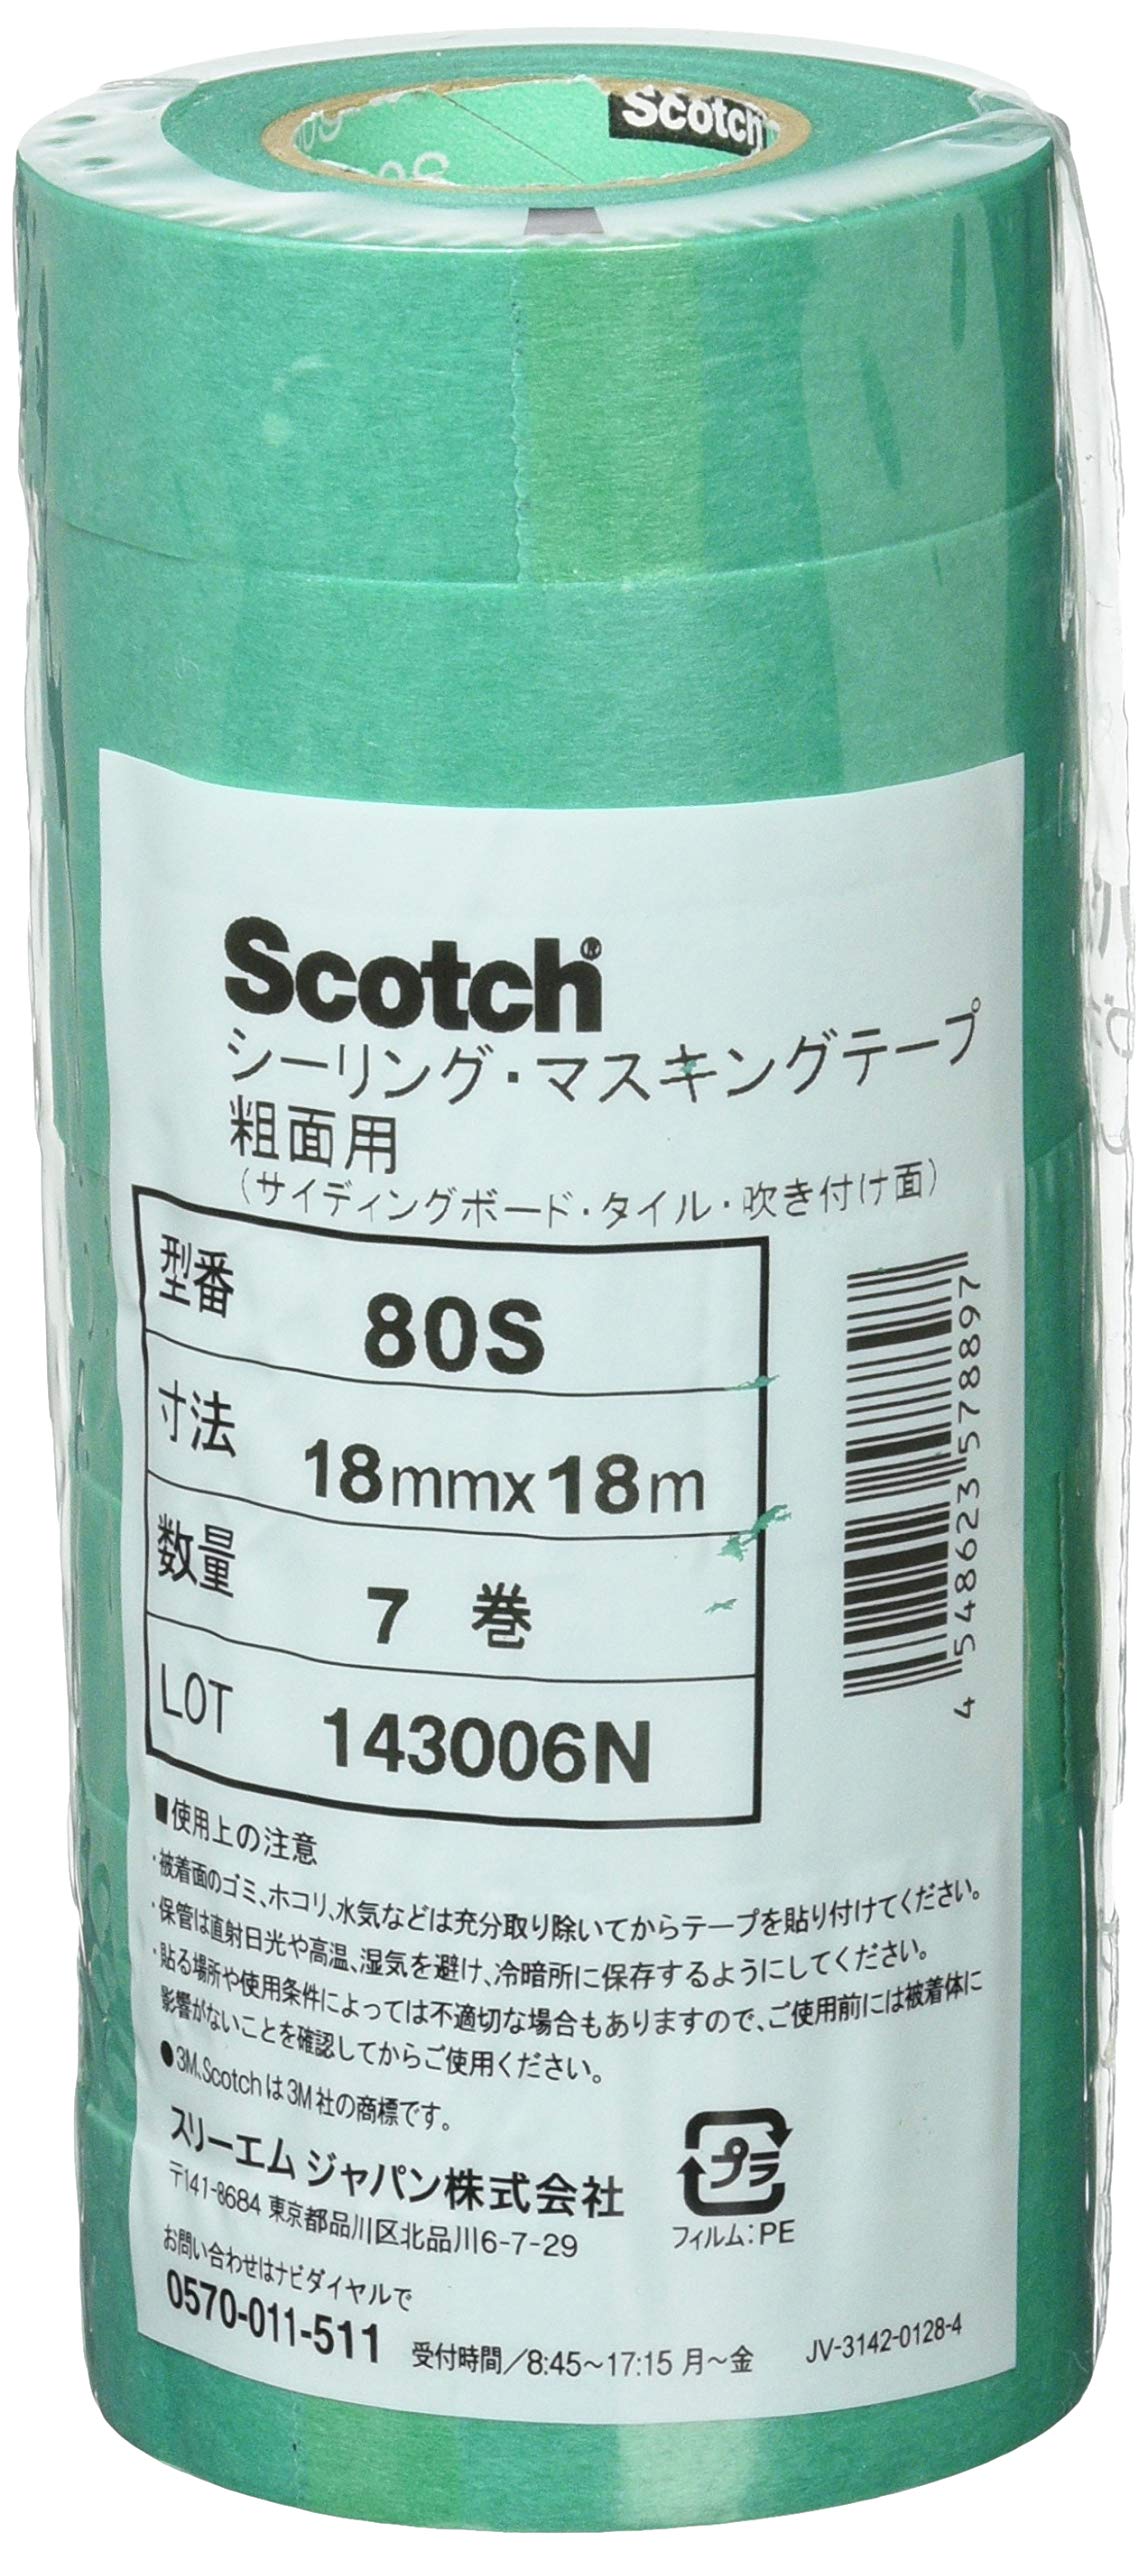 Scotch
Scotch®
シーリング・マスキングテープ
粗面用
（サイディングボード・タイル・吹き付け面）
型番 80S
寸法 18mmx18m
数量 7 巻
LOT 143006N
4 548623 578897
■使用上の注意
・被着面のゴミ、ホコリ、水気などは充分取り除いてからテープを貼り付けてください。
・保管は直射日光や高温、湿気を避け、冷暗所に保存するようにしてください。
・貼る場所や使用条件によっては不適切な場合もありますので、ご使用前には被着体に
影響がないことを確認してからご使用ください。
●3M、Scotchは3M社の商標です。
スリーエム ジャパン株式会社
〒141-8684 東京都品川区北品川6-7-29
プラ
フィルム：PE
お問い合わせはナビダイヤルで
0570-011-511 受付時間／8:45～17:15 月～金
JV-3142-0128-4